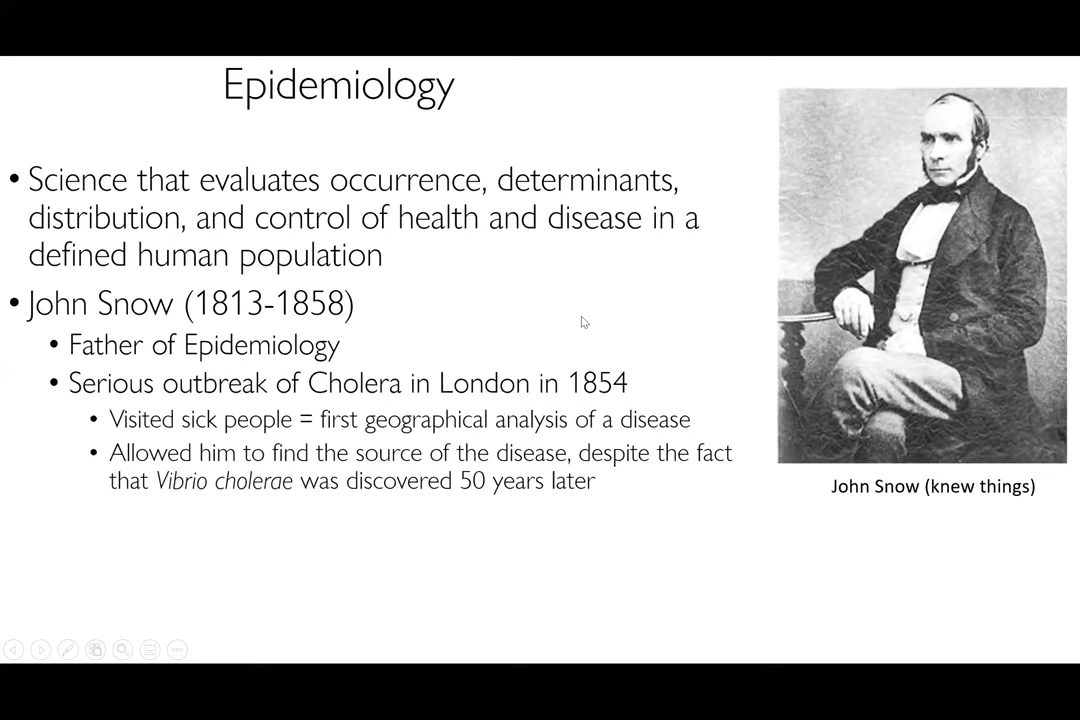 Epidemiology
• Science that evaluates occurrence, determinants,
distribution, and control of health and disease in a
defined human population
• John Snow (1813-1858)
• Father of Epidemiology
• Serious outbreak of Cholera in London in 1854
• Visited sick people = first geographical analysis of a disease
• Allowed him to find the source of the disease, despite the fact
that Vibrio cholerae was discovered 50 years later
John Snow (knew things)